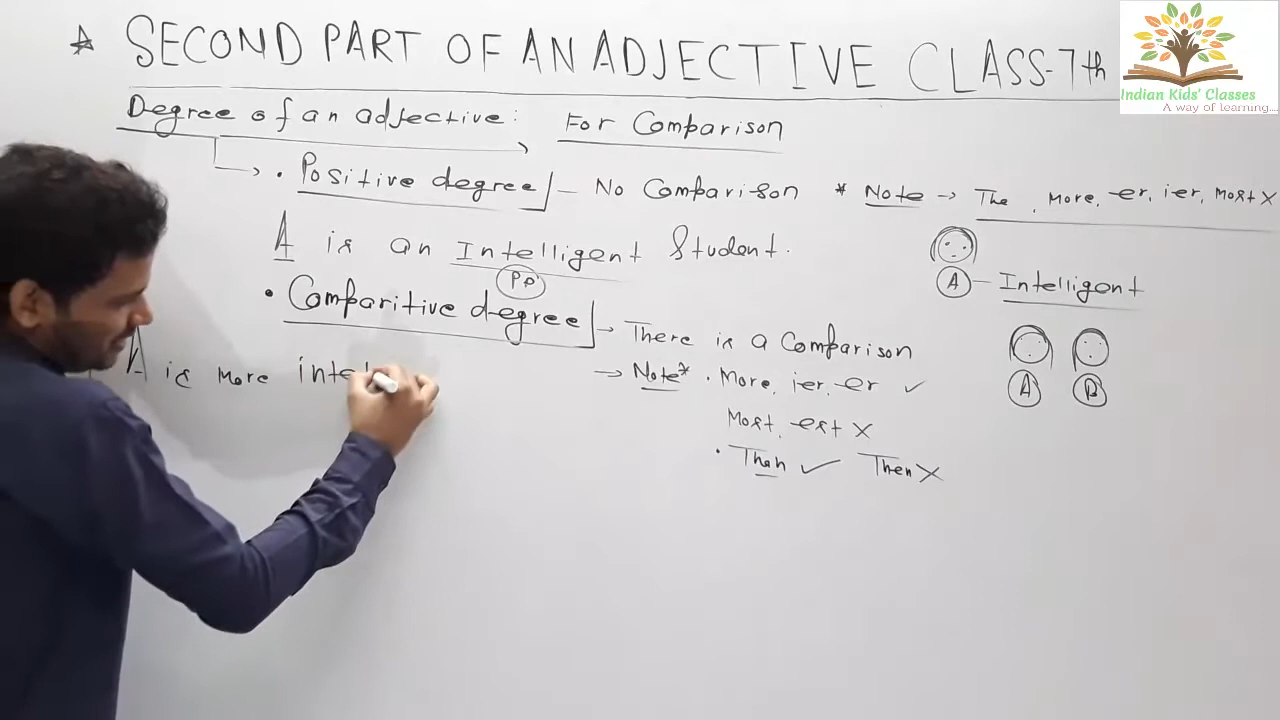 SECOND PART OF AN ADJECTIVE CLASS-7th
Indian Kids' Classes
A way of learning....
Degree of an adjective: For Comparison
• Positive degree - No Comparison * Note → The, More, er, ier, Most X
A is an Intelligent Student.
P D
A - Intelligent
• Comparitive degree → There is a Comparison
A B
A is More inte
→ Note* • More, ier, er ✓
Most, est X
• Than ✓ Then X